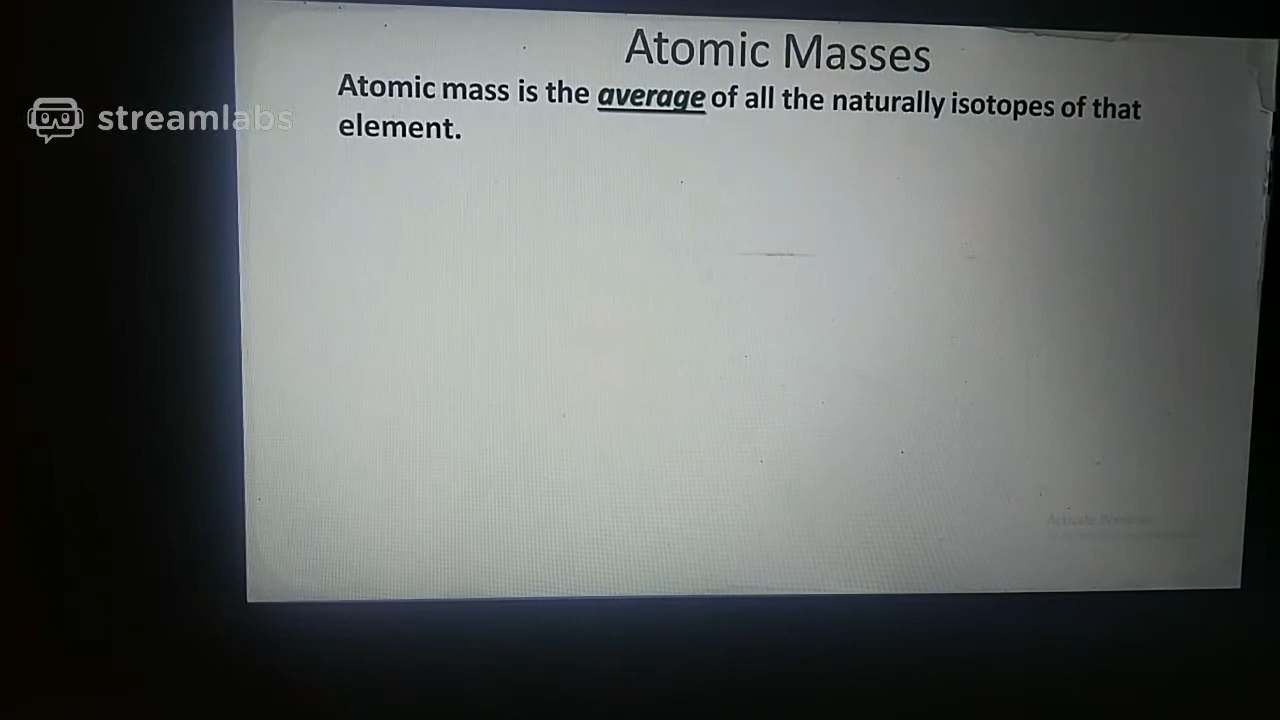 Atomic Masses
streamlabs
Atomic mass is the average of all the naturally isotopes of that
element.